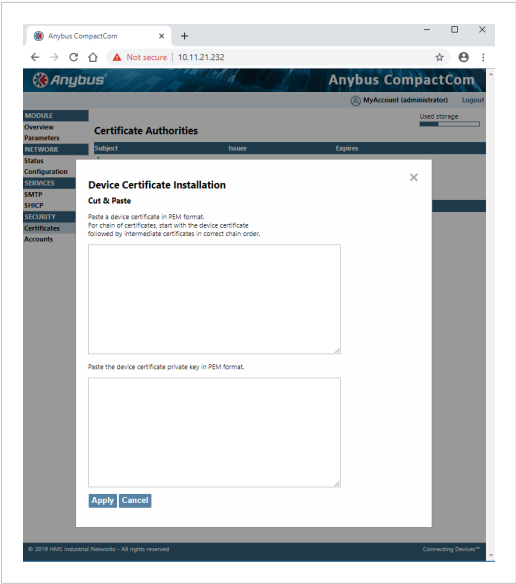 Anybus CompactCom
Not secure
10.11.21.232
Anybus®
Anybus CompactCom
MyAccount (administrator)
Logout
MODULE
Overview
Parameters
NETWORK
Status
Configuration
SERVICES
SMTP
SHICP
SECURITY
Certificates
Accounts
Used storage
Certificate Authorities
Subject
Issuer
Expires
Device Certificate Installation
Cut & Paste
Paste a device certificate in PEM format.
For chain of certificates, start with the device certificate
followed by intermediate certificates in correct chain order.
Paste the device certificate private key in PEM format.
Apply
Cancel
© 2019 HMS Industrial Networks - All rights reserved
Connecting Devices™